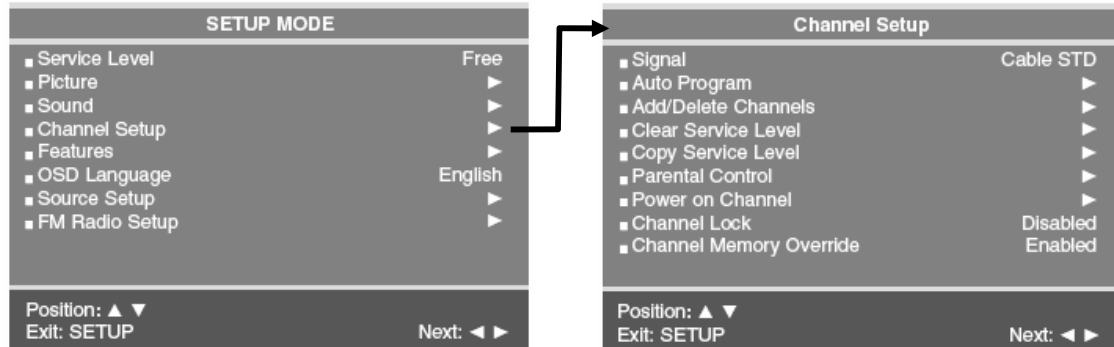 SETUP MODE
■ Service Level Free
■ Picture ►
■ Sound ►
■ Channel Setup ►
■ Features ►
■ OSD Language English
■ Source Setup ►
■ FM Radio Setup ►
Position: ▲ ▼
Exit: SETUP Next: ◄ ►
Channel Setup
■ Signal Cable STD
■ Auto Program ►
■ Add/Delete Channels ►
■ Clear Service Level ►
■ Copy Service Level ►
■ Parental Control ►
■ Power on Channel ►
■ Channel Lock Disabled
■ Channel Memory Override Enabled
Position: ▲ ▼
Exit: SETUP Next: ◄ ►